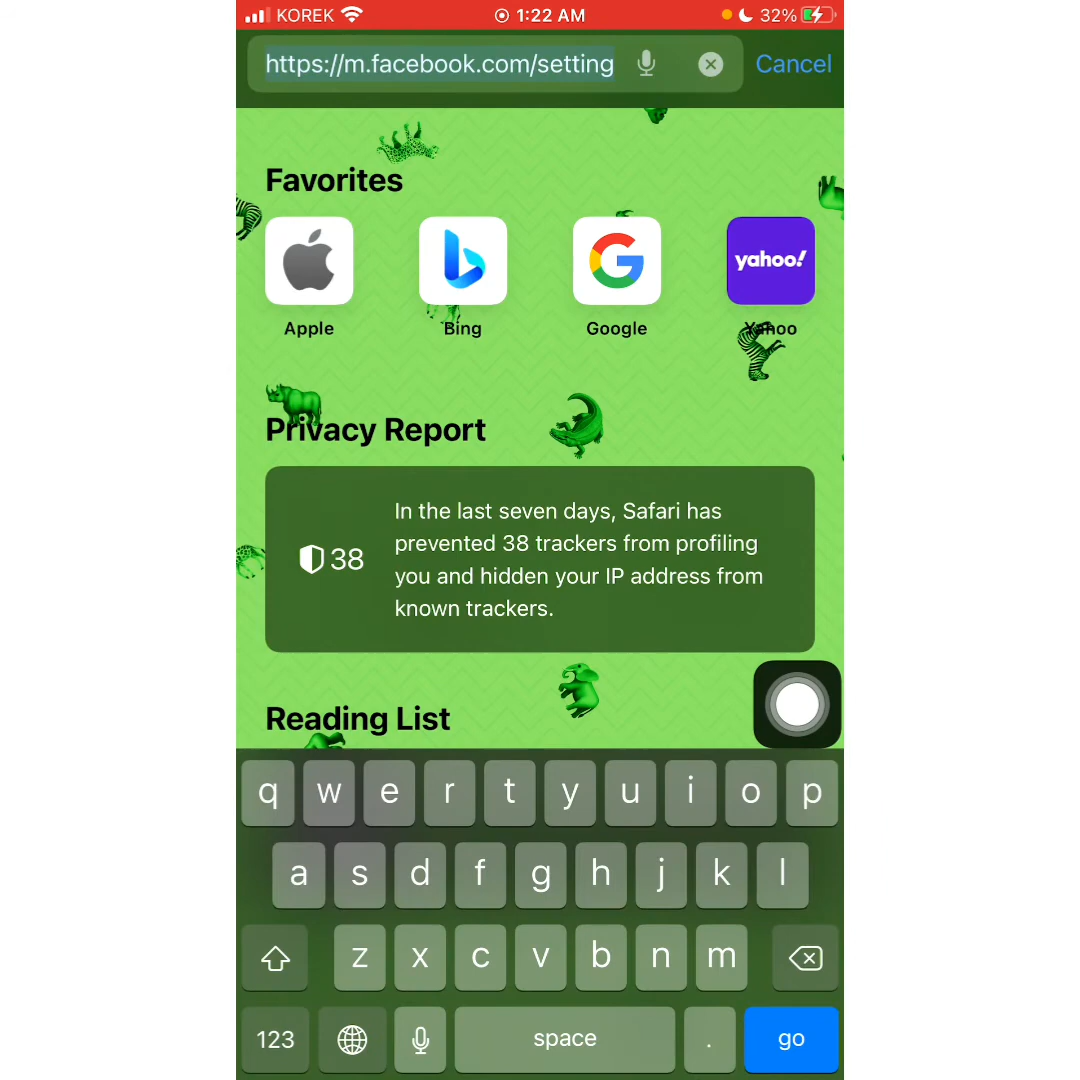 KOREK 1:22 AM 32%
https://m.facebook.com/setting Cancel
Favorites
yahoo!
Apple Bing Google Yahoo
Privacy Report
In the last seven days, Safari has
38 prevented 38 trackers from profiling
you and hidden your IP address from
known trackers.
Reading List
q w e r t y u i o p
a s d f g h j k l
z x c v b n m
123 space . go